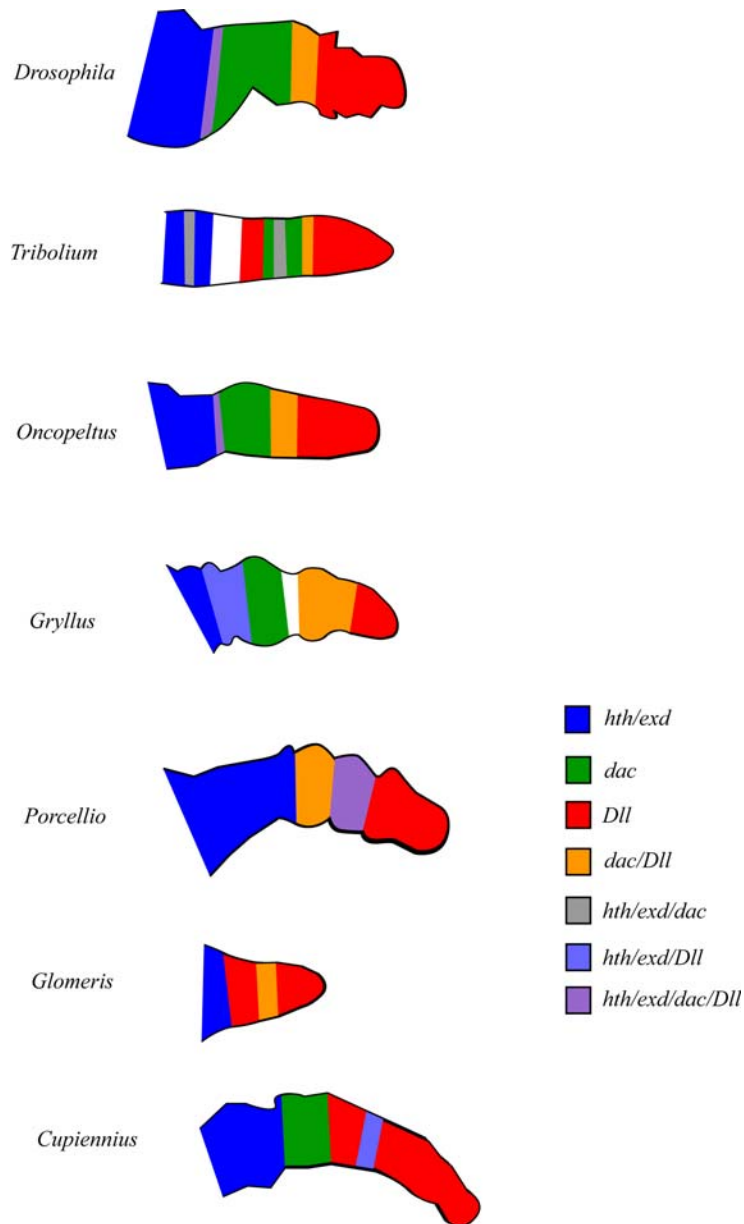 Drosophila
Tribolium
Oncopeltus
Gryllus
Porcellio
Glomeris
Cupiennius
hth/exd
dac
Dll
dac/Dll
hth/exd/dac
hth/exd/Dll
hth/exd/dac/Dll